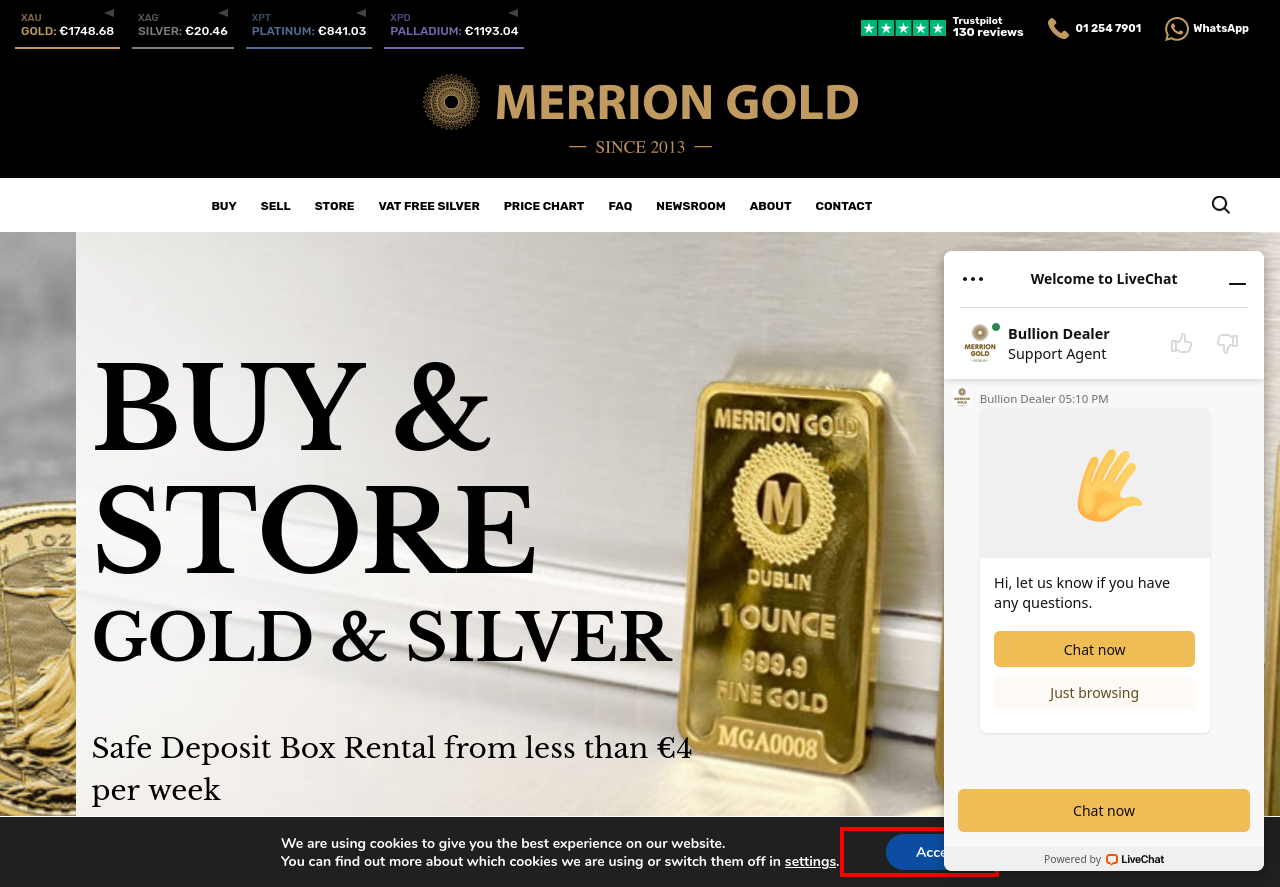 XAU
GOLD: €1748.68
XAG
SILVER: €20.46
XPT
PLATINUM: €841.03
XPD
PALLADIUM: €1193.04
Trustpilot
130 reviews
01 254 7901
WhatsApp
MERRION GOLD
SINCE 2013
BUY SELL STORE VAT FREE SILVER PRICE CHART FAQ NEWSROOM ABOUT CONTACT
BUY &
STORE
GOLD & SILVER
Safe Deposit Box Rental from less than €4
per week
1 OZ
MERRION GOLD
M
DUBLIN
1 OUNCE
999.9
FINE GOLD
MGA0008
Welcome to LiveChat
MERRION
GOLD
Bullion Dealer
Support Agent
Bullion Dealer 05:10 PM
Hi, let us know if you have
any questions.
Chat now
Just browsing
Chat now
Powered by LiveChat
We are using cookies to give you the best experience on our website.
You can find out more about which cookies we are using or switch them off in settings.